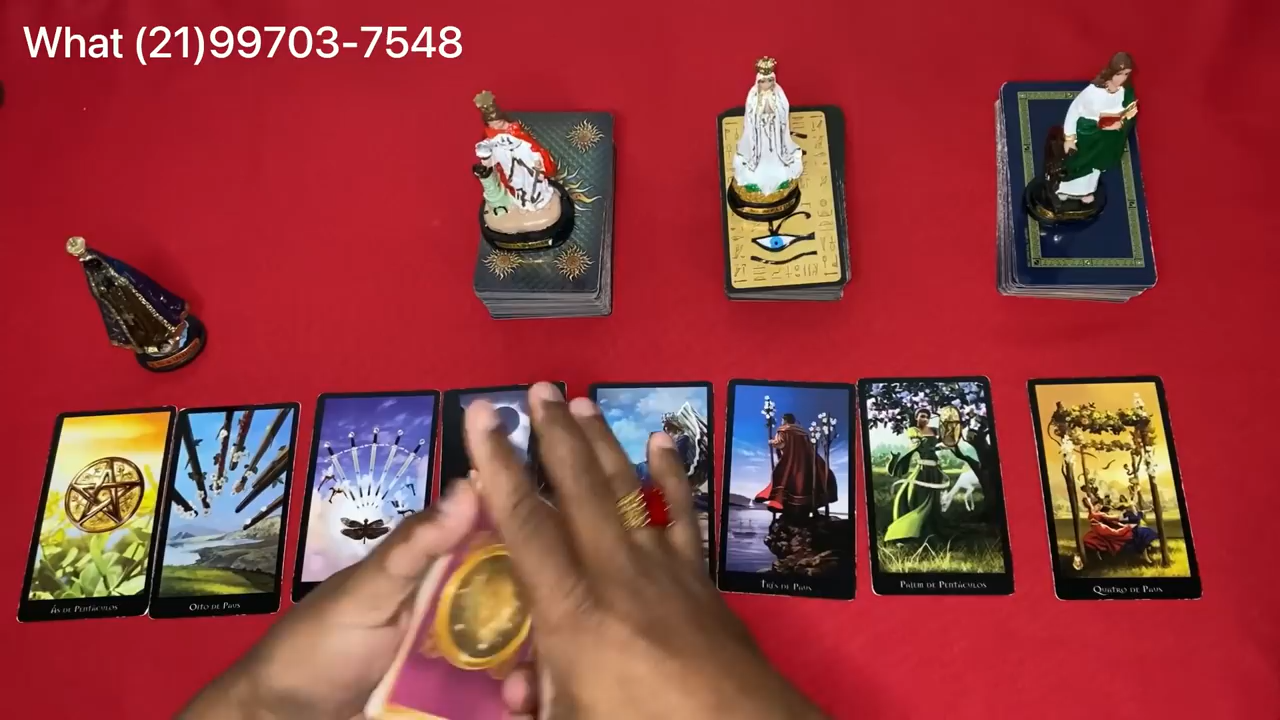 What (21)99703-7548
Ás de Pentáculos
Oito de Paus
Três de Paus
Pajem de Pentáculos
Quatro de Paus